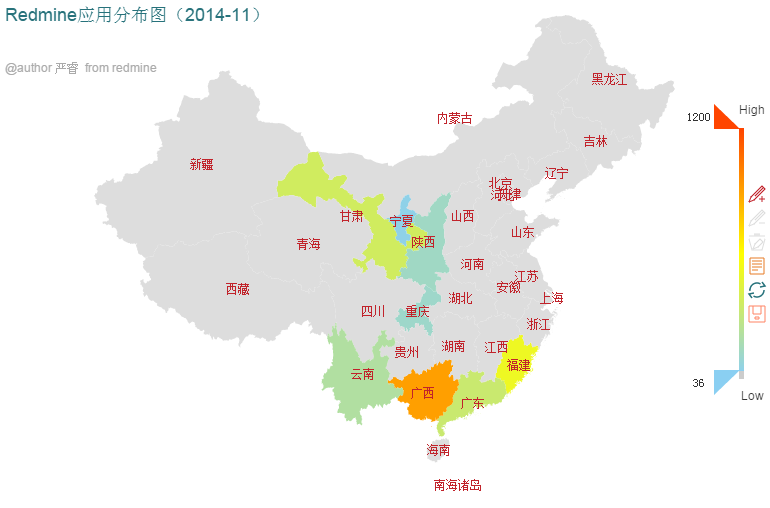 Redmine应用分布图（2014-11）
@author 严睿 from redmine
黑龙江
内蒙古
吉林
新疆
辽宁
北京
河北
天津
甘肃
宁夏
山西
山东
陕西
青海
河南
江苏
西藏
安徽
湖北
上海
四川
重庆
浙江
贵州
湖南
江西
福建
云南
广西
广东
海南
南海诸岛
High
1200
36
Low